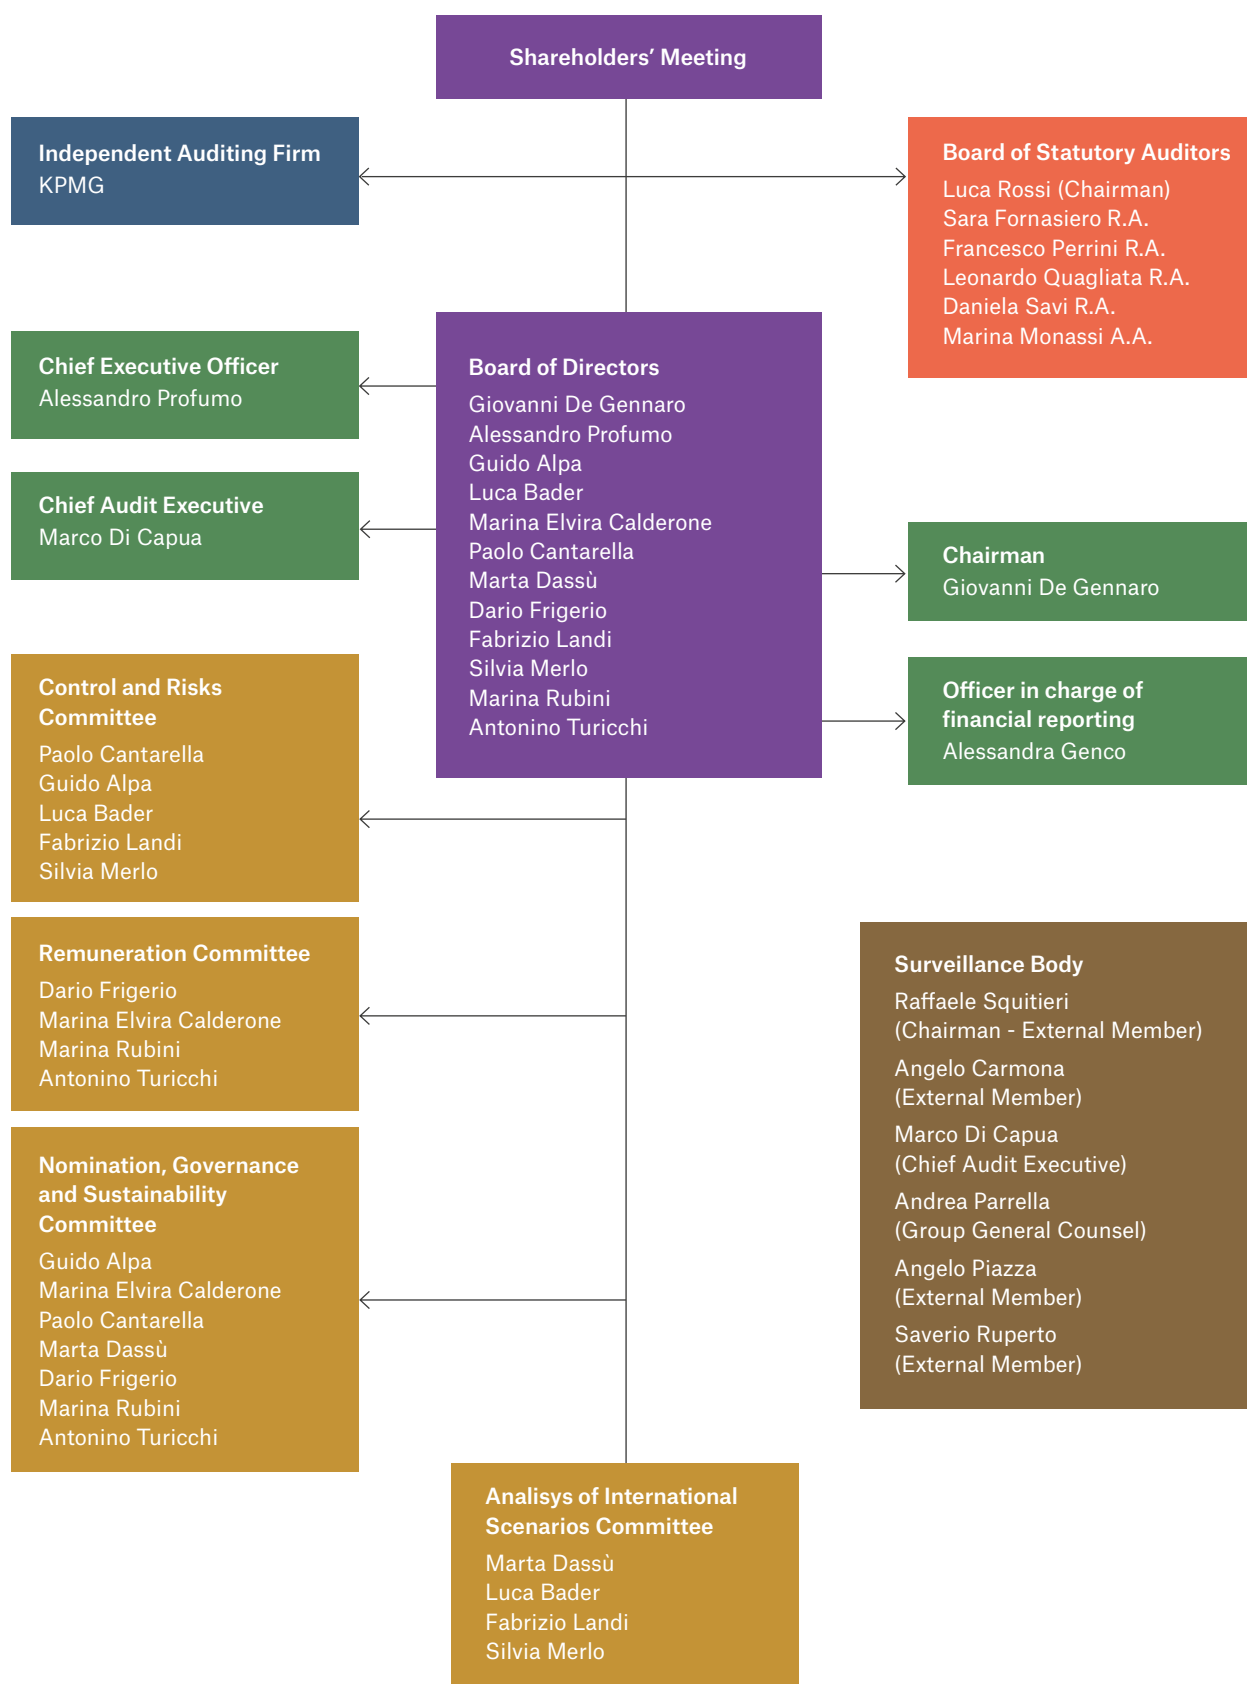 Shareholders’ Meeting
Independent Auditing Firm
KPMG
Board of Statutory Auditors
Luca Rossi (Chairman)
Sara Fornasiero R.A.
Francesco Perrini R.A.
Leonardo Quagliata R.A.
Daniela Savi R.A.
Marina Monassi A.A.
Chief Executive Officer
Alessandro Profumo
Chief Audit Executive
Marco Di Capua
Board of Directors
Giovanni De Gennaro
Alessandro Profumo
Guido Alpa
Luca Bader
Marina Elvira Calderone
Paolo Cantarella
Marta Dassù
Dario Frigerio
Fabrizio Landi
Silvia Merlo
Marina Rubini
Antonino Turicchi
Chairman
Giovanni De Gennaro
Officer in charge of
financial reporting
Alessandra Genco
Control and Risks
Committee
Paolo Cantarella
Guido Alpa
Luca Bader
Fabrizio Landi
Silvia Merlo
Remuneration Committee
Dario Frigerio
Marina Elvira Calderone
Marina Rubini
Antonino Turicchi
Nomination, Governance
and Sustainability
Committee
Guido Alpa
Marina Elvira Calderone
Paolo Cantarella
Marta Dassù
Dario Frigerio
Marina Rubini
Antonino Turicchi
Surveillance Body
Raffaele Squitieri
(Chairman - External Member)
Angelo Carmona
(External Member)
Marco Di Capua
(Chief Audit Executive)
Andrea Parrella
(Group General Counsel)
Angelo Piazza
(External Member)
Saverio Ruperto
(External Member)
Analisys of International
Scenarios Committee
Marta Dassù
Luca Bader
Fabrizio Landi
Silvia Merlo